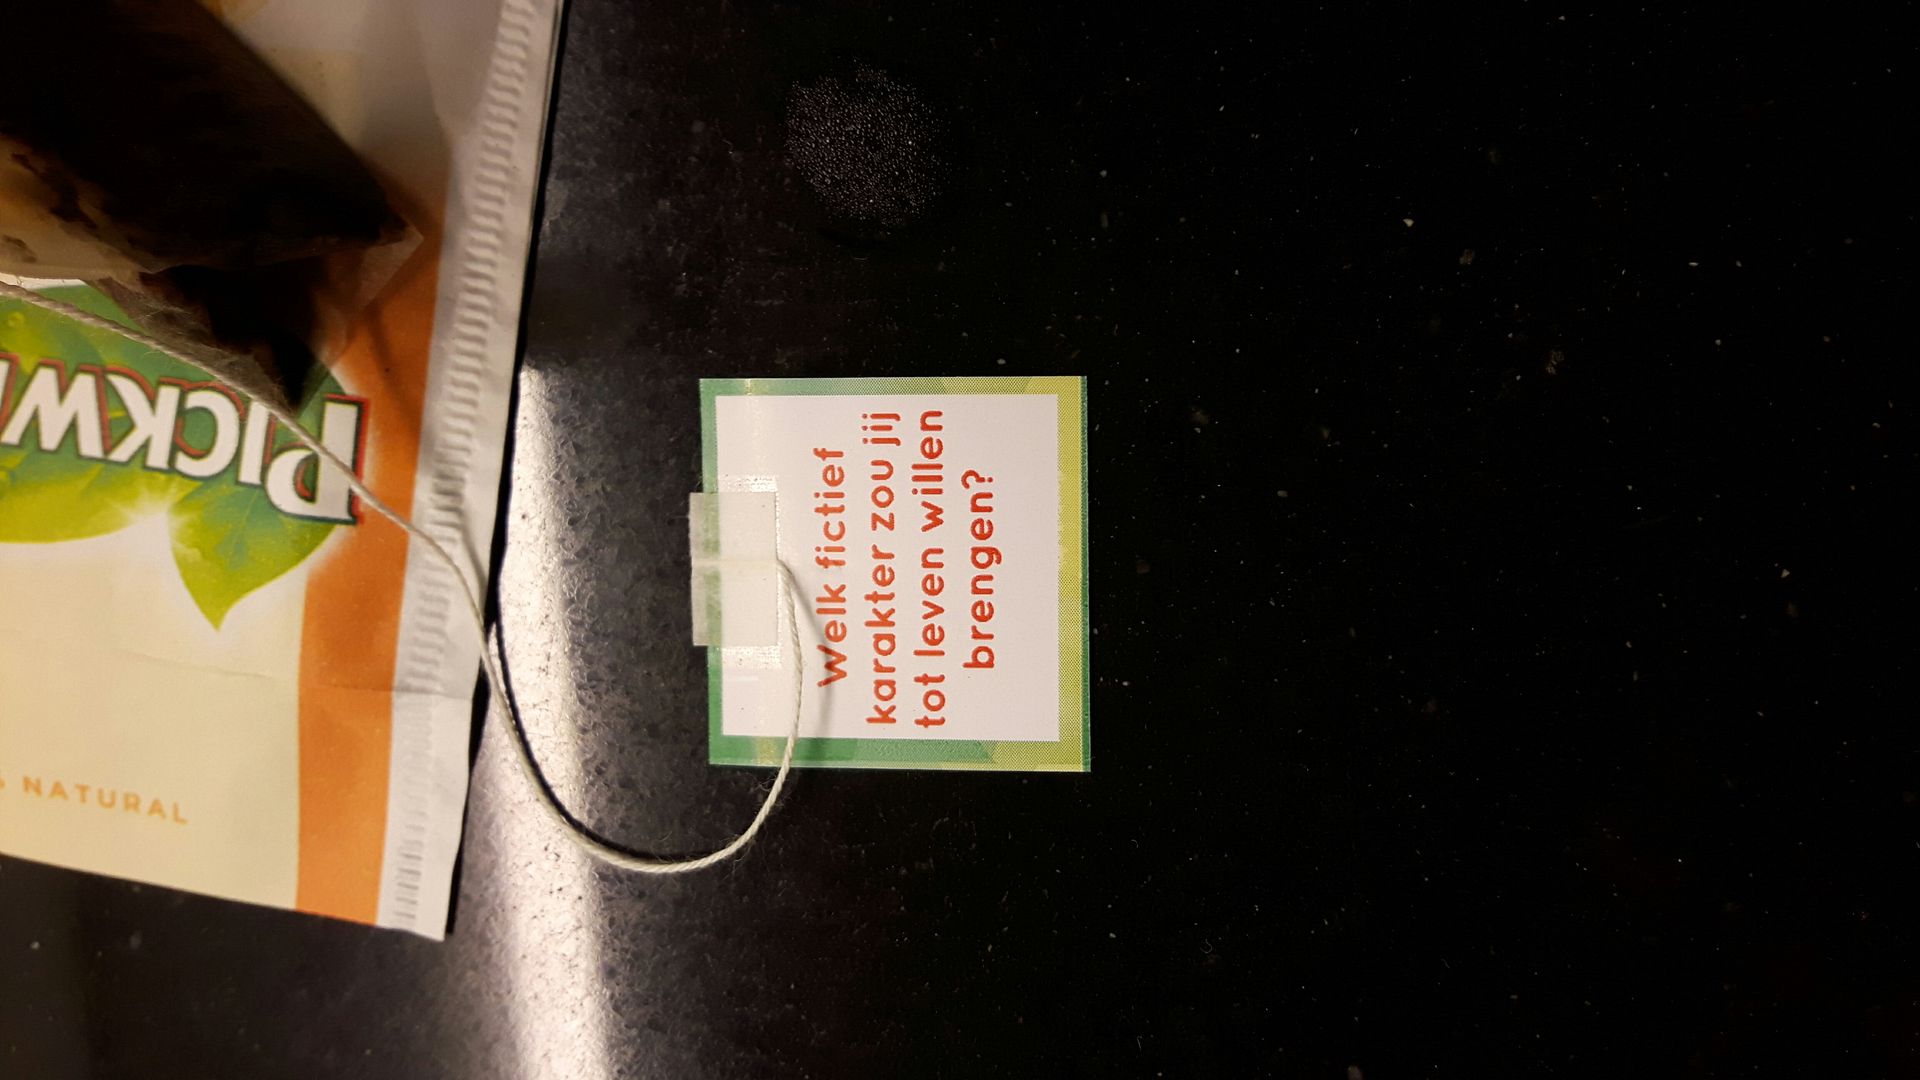 Welk fictief
karakter zou jij
tot leven willen
brengen?
NATURAL